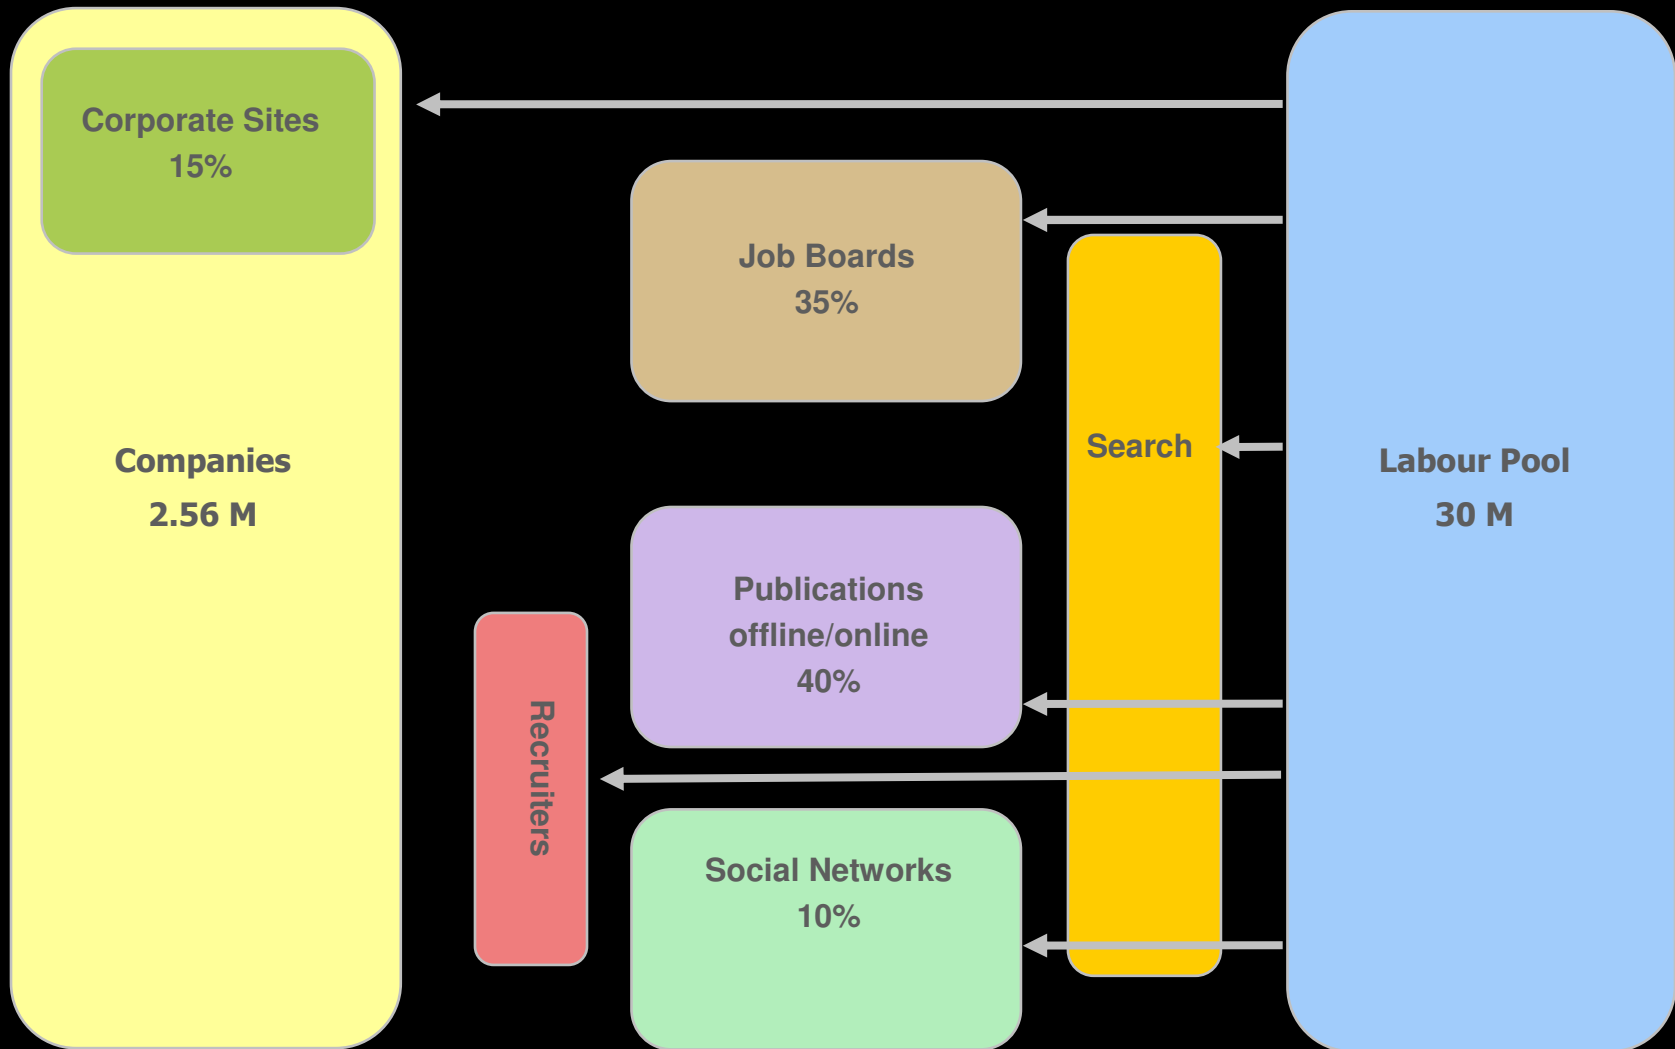 Corporate Sites
15%
Companies
2.56 M
Recruiters
Job Boards
35%
Publications
offline/online
40%
Social Networks
10%
Search
Labour Pool
30 M